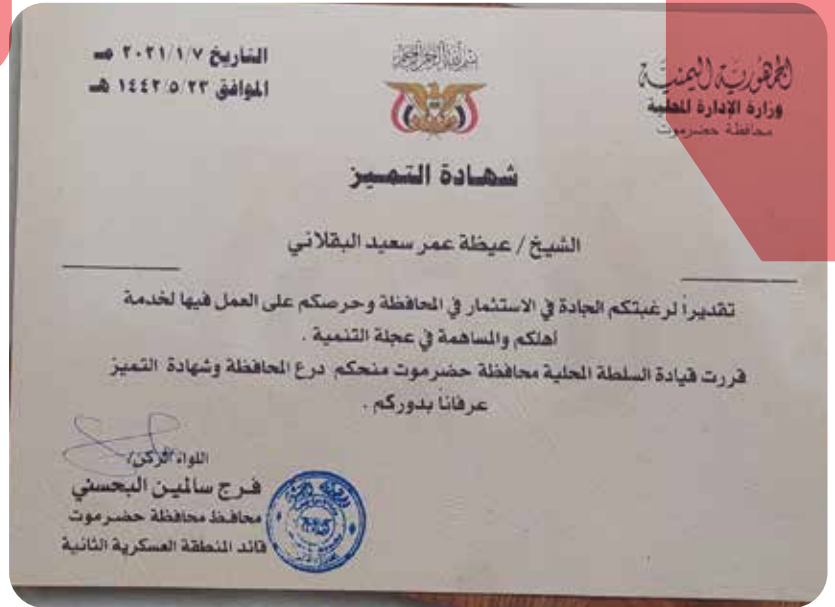 الجمهورية اليمنية
وزارة الإدارة المحلية
محافظة حضرموت
بسم الله الرحمن الرحيم
التاريخ ٢٠٢١/١/٧ مـ
الموافق ١٤٤٢/٥/٢٣ هـ
شهادة التميز
الشيخ / عيظة عمر سعيد البقلاني
تقديراً لرغبتكم الجادة في الاستثمار في المحافظة وحرصكم على العمل فيها لخدمة
أهلكم والمساهمة في عجلة التنمية .
قررت قيادة السلطة المحلية محافظة حضرموت منحكم درع المحافظة وشهادة التميز
عرفاناً بدوركم .
اللواء الركن/
فرج سالمين البحسني
محافظ محافظة حضرموت
قائد المنطقة العسكرية الثانية